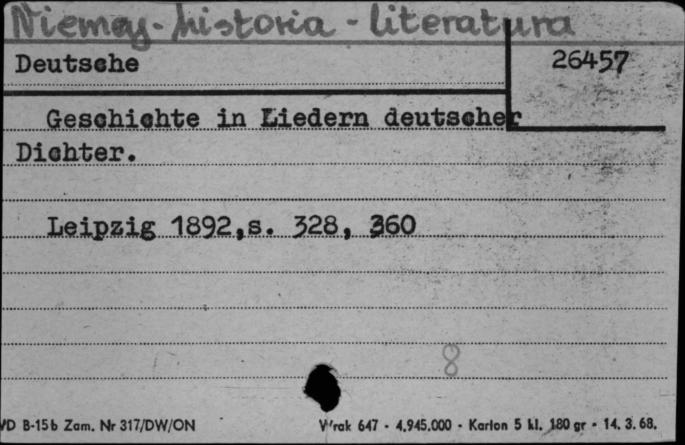 Niemcy - historia - literatura
Deutsche
26457
Geschichte in Liedern deutscher
Dichter.
Leipzig 1892,s. 328, 360
8
VD B-15b Zam. Nr 317/DW/ON
Wrak 647 - 4.945.000 - Karton 5 kl. 180 gr - 14. 3. 68.